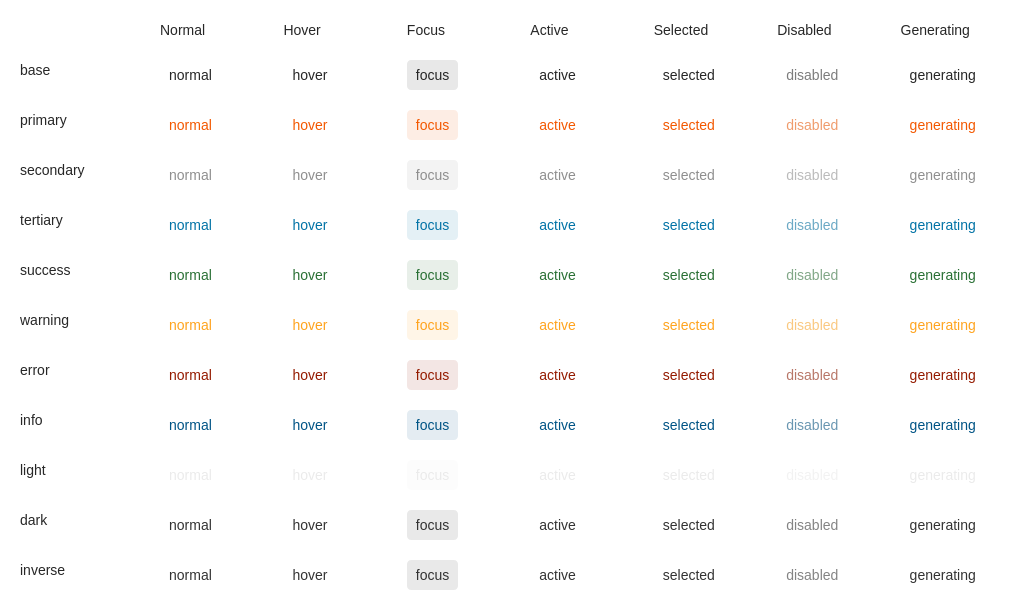 Normal Hover Focus Active Selected Disabled Generating
base normal hover focus active selected disabled generating
primary normal hover focus active selected disabled generating
secondary normal hover focus active selected disabled generating
tertiary normal hover focus active selected disabled generating
success normal hover focus active selected disabled generating
warning normal hover focus active selected disabled generating
error normal hover focus active selected disabled generating
info normal hover focus active selected disabled generating
light normal hover focus active selected disabled generating
dark normal hover focus active selected disabled generating
inverse normal hover focus active selected disabled generating